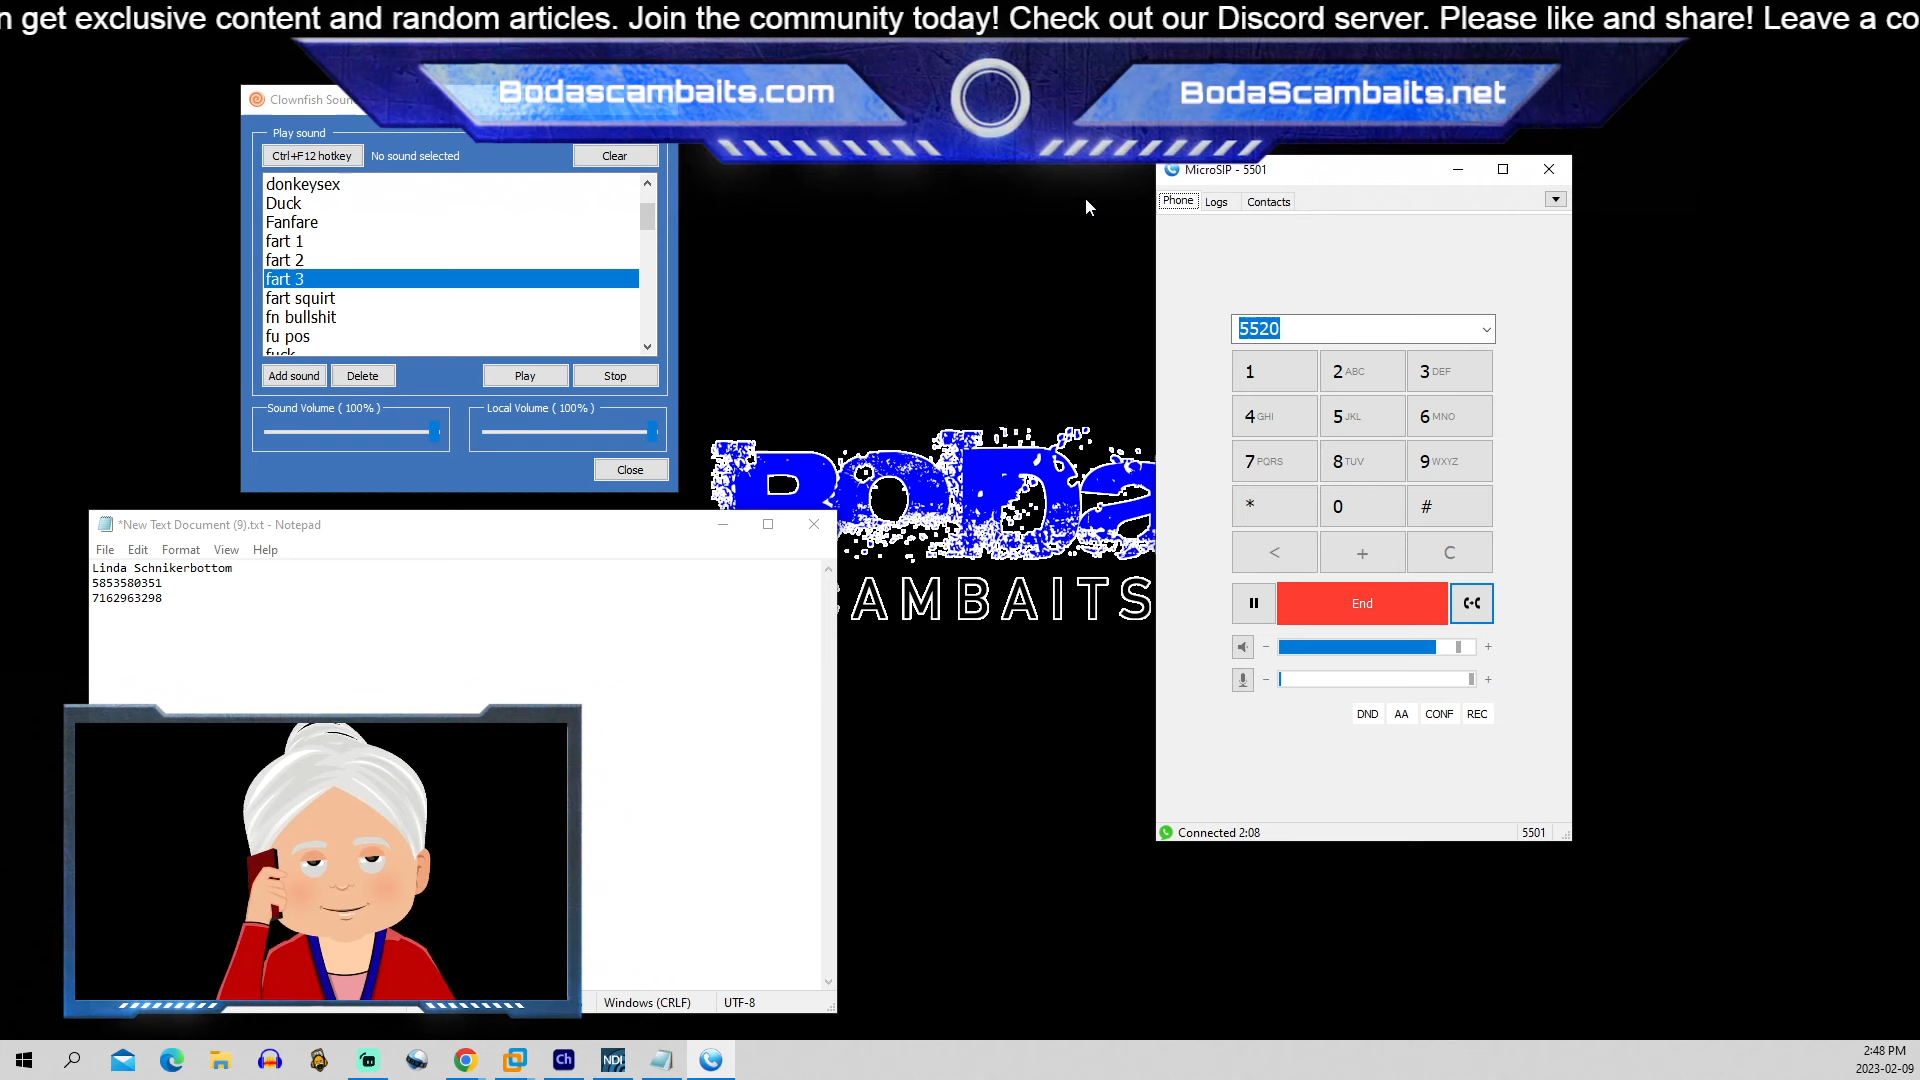 n get exclusive content and random articles. Join the community today! Check out our Discord server. Please like and share! Leave a co
Bodascambaits.com
BodaScambaits.net
Clownfish Soun
Play sound
Ctrl+F12 hotkey
No sound selected
Clear
donkeysex
Duck
Fanfare
fart 1
fart 2
fart 3
fart squirt
fn bullshit
fu pos
fuck
Add sound
Delete
Play
Stop
Sound Volume ( 100% )
Local Volume ( 100% )
Close
MicroSIP - 5501
Phone
Logs
Contacts
5520
1
2 ABC
3 DEF
4 GHI
5 JKL
6 MNO
7 PQRS
8 TUV
9 WXYZ
*
0
#
<
+
C
End
−
+
−
+
DND
AA
CONF
REC
Connected 2:08
5501
BoDa
CAMBAITS
*New Text Document (9).txt - Notepad
File
Edit
Format
View
Help
Linda Schnikerbottom
5853580351
7162963298
Windows (CRLF)
UTF-8
Ch
NDI
2:48 PM
2023-02-09